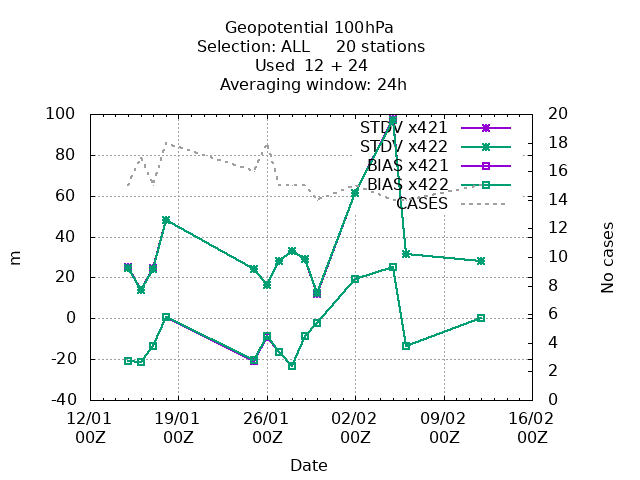 Geopotential 100hPa
Selection: ALL     20 stations
Used  12 + 24
Averaging window: 24h
100
80
60
40
20
0
-20
-40
m
20
18
16
14
12
10
8
6
4
2
0
No cases
STDV x421
STDV x422
BIAS x421
BIAS x422
CASES
12/01 19/01 26/01 02/02 09/02 16/02
00Z 00Z 00Z 00Z 00Z 00Z
Date